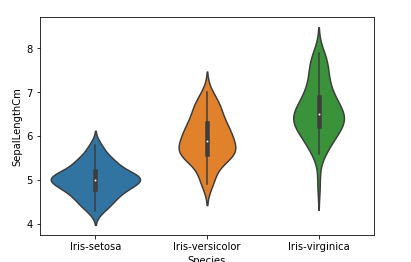 8
7
6
5
4
SepalLengthCm
Iris-setosa
Iris-versicolor
Iris-virginica
Species